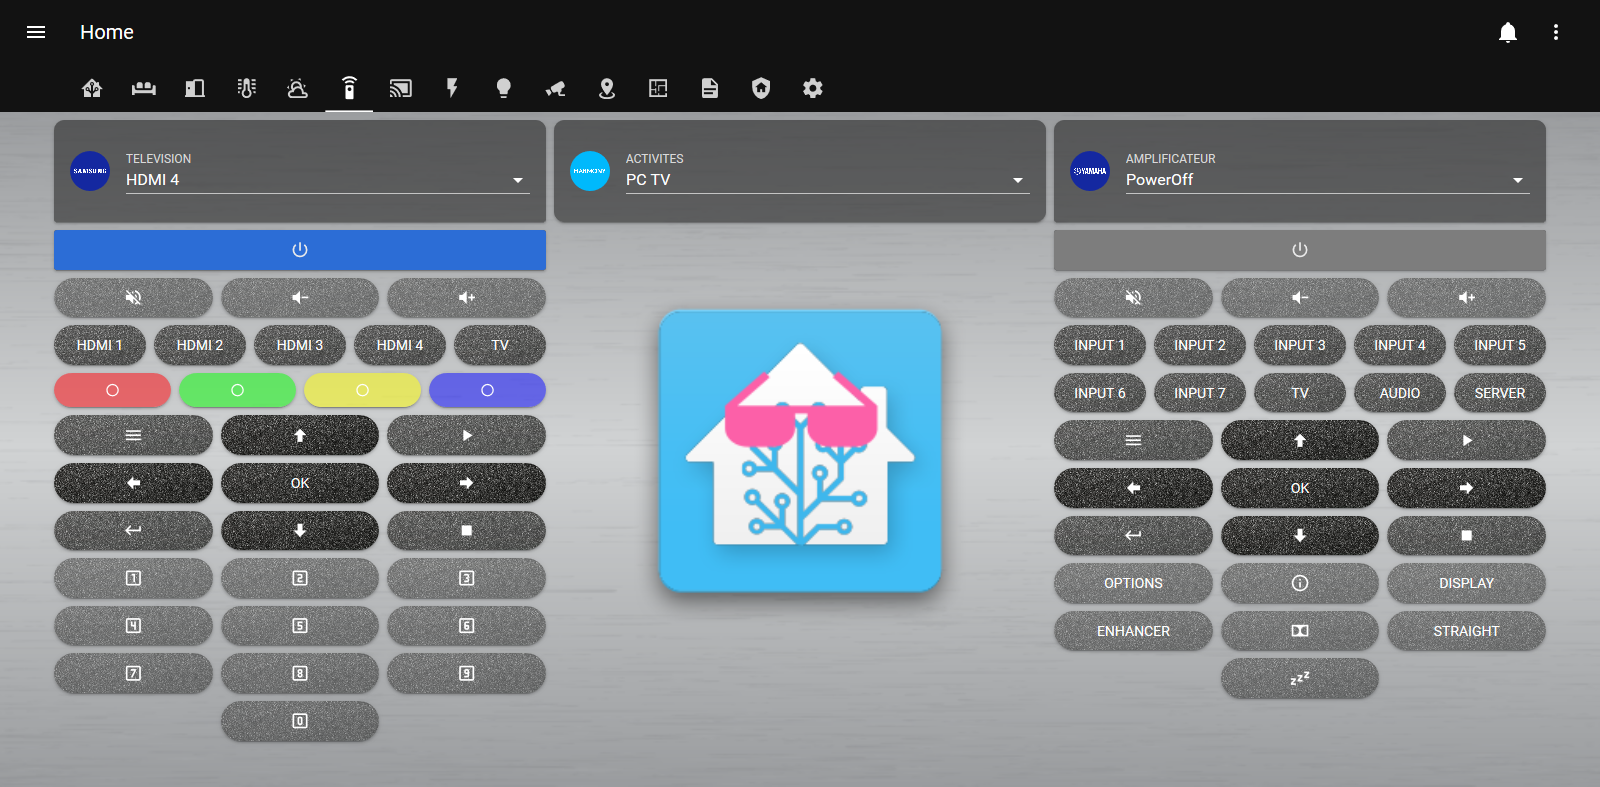 Home
TELEVISION
SAMSUNG
HDMI 4
ACTIVITES
HARMONY
PC TV
AMPLIFICATEUR
YAMAHA
PowerOff
HDMI 1 HDMI 2 HDMI 3 HDMI 4 TV
OK
1 2 3
4 5 6
7 8 9
0
INPUT 1 INPUT 2 INPUT 3 INPUT 4 INPUT 5
INPUT 6 INPUT 7 TV AUDIO SERVER
OK
OPTIONS DISPLAY
ENHANCER STRAIGHT
zzz